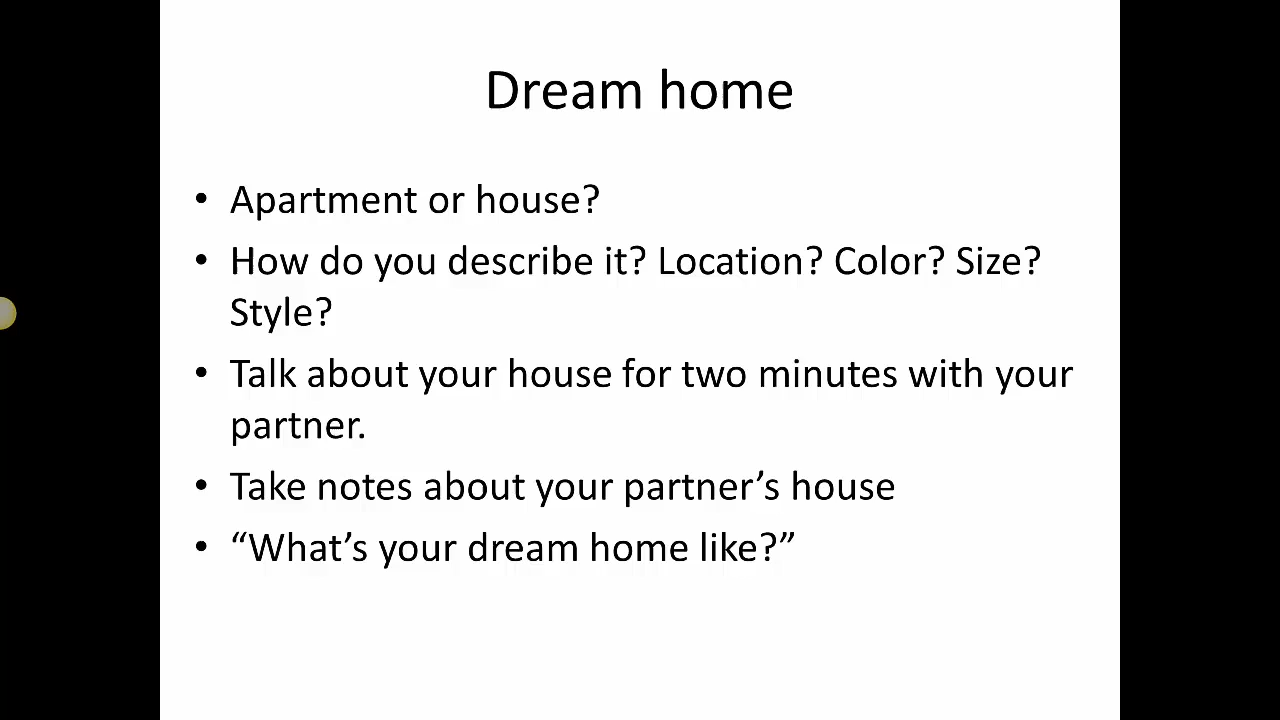 Dream home
• Apartment or house?
• How do you describe it? Location? Color? Size?
Style?
• Talk about your house for two minutes with your
partner.
• Take notes about your partner’s house
• “What’s your dream home like?”